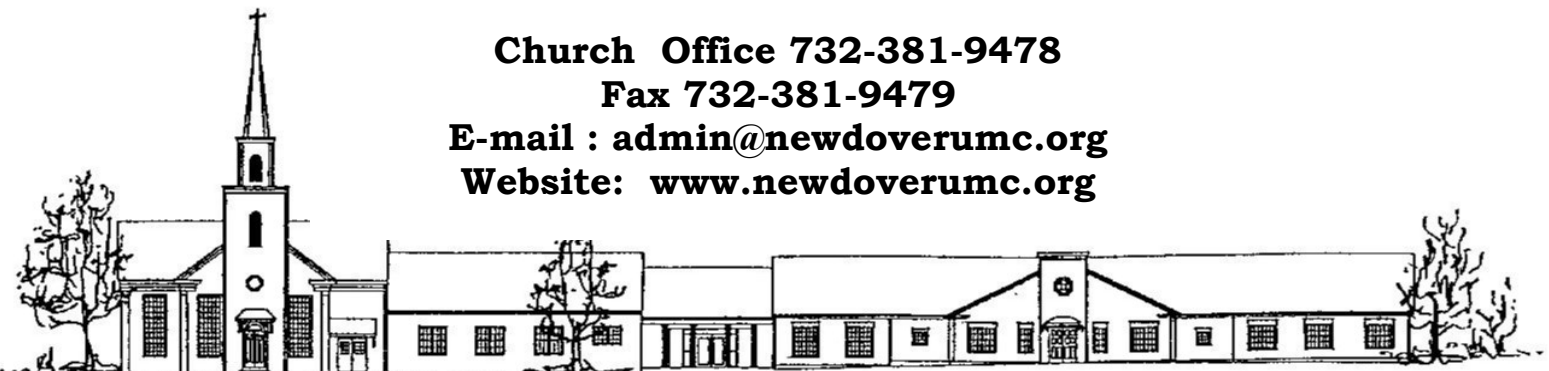 Church Office 732-381-9478
Fax 732-381-9479
E-mail : admin@newdoverumc.org
Website: www.newdoverumc.org